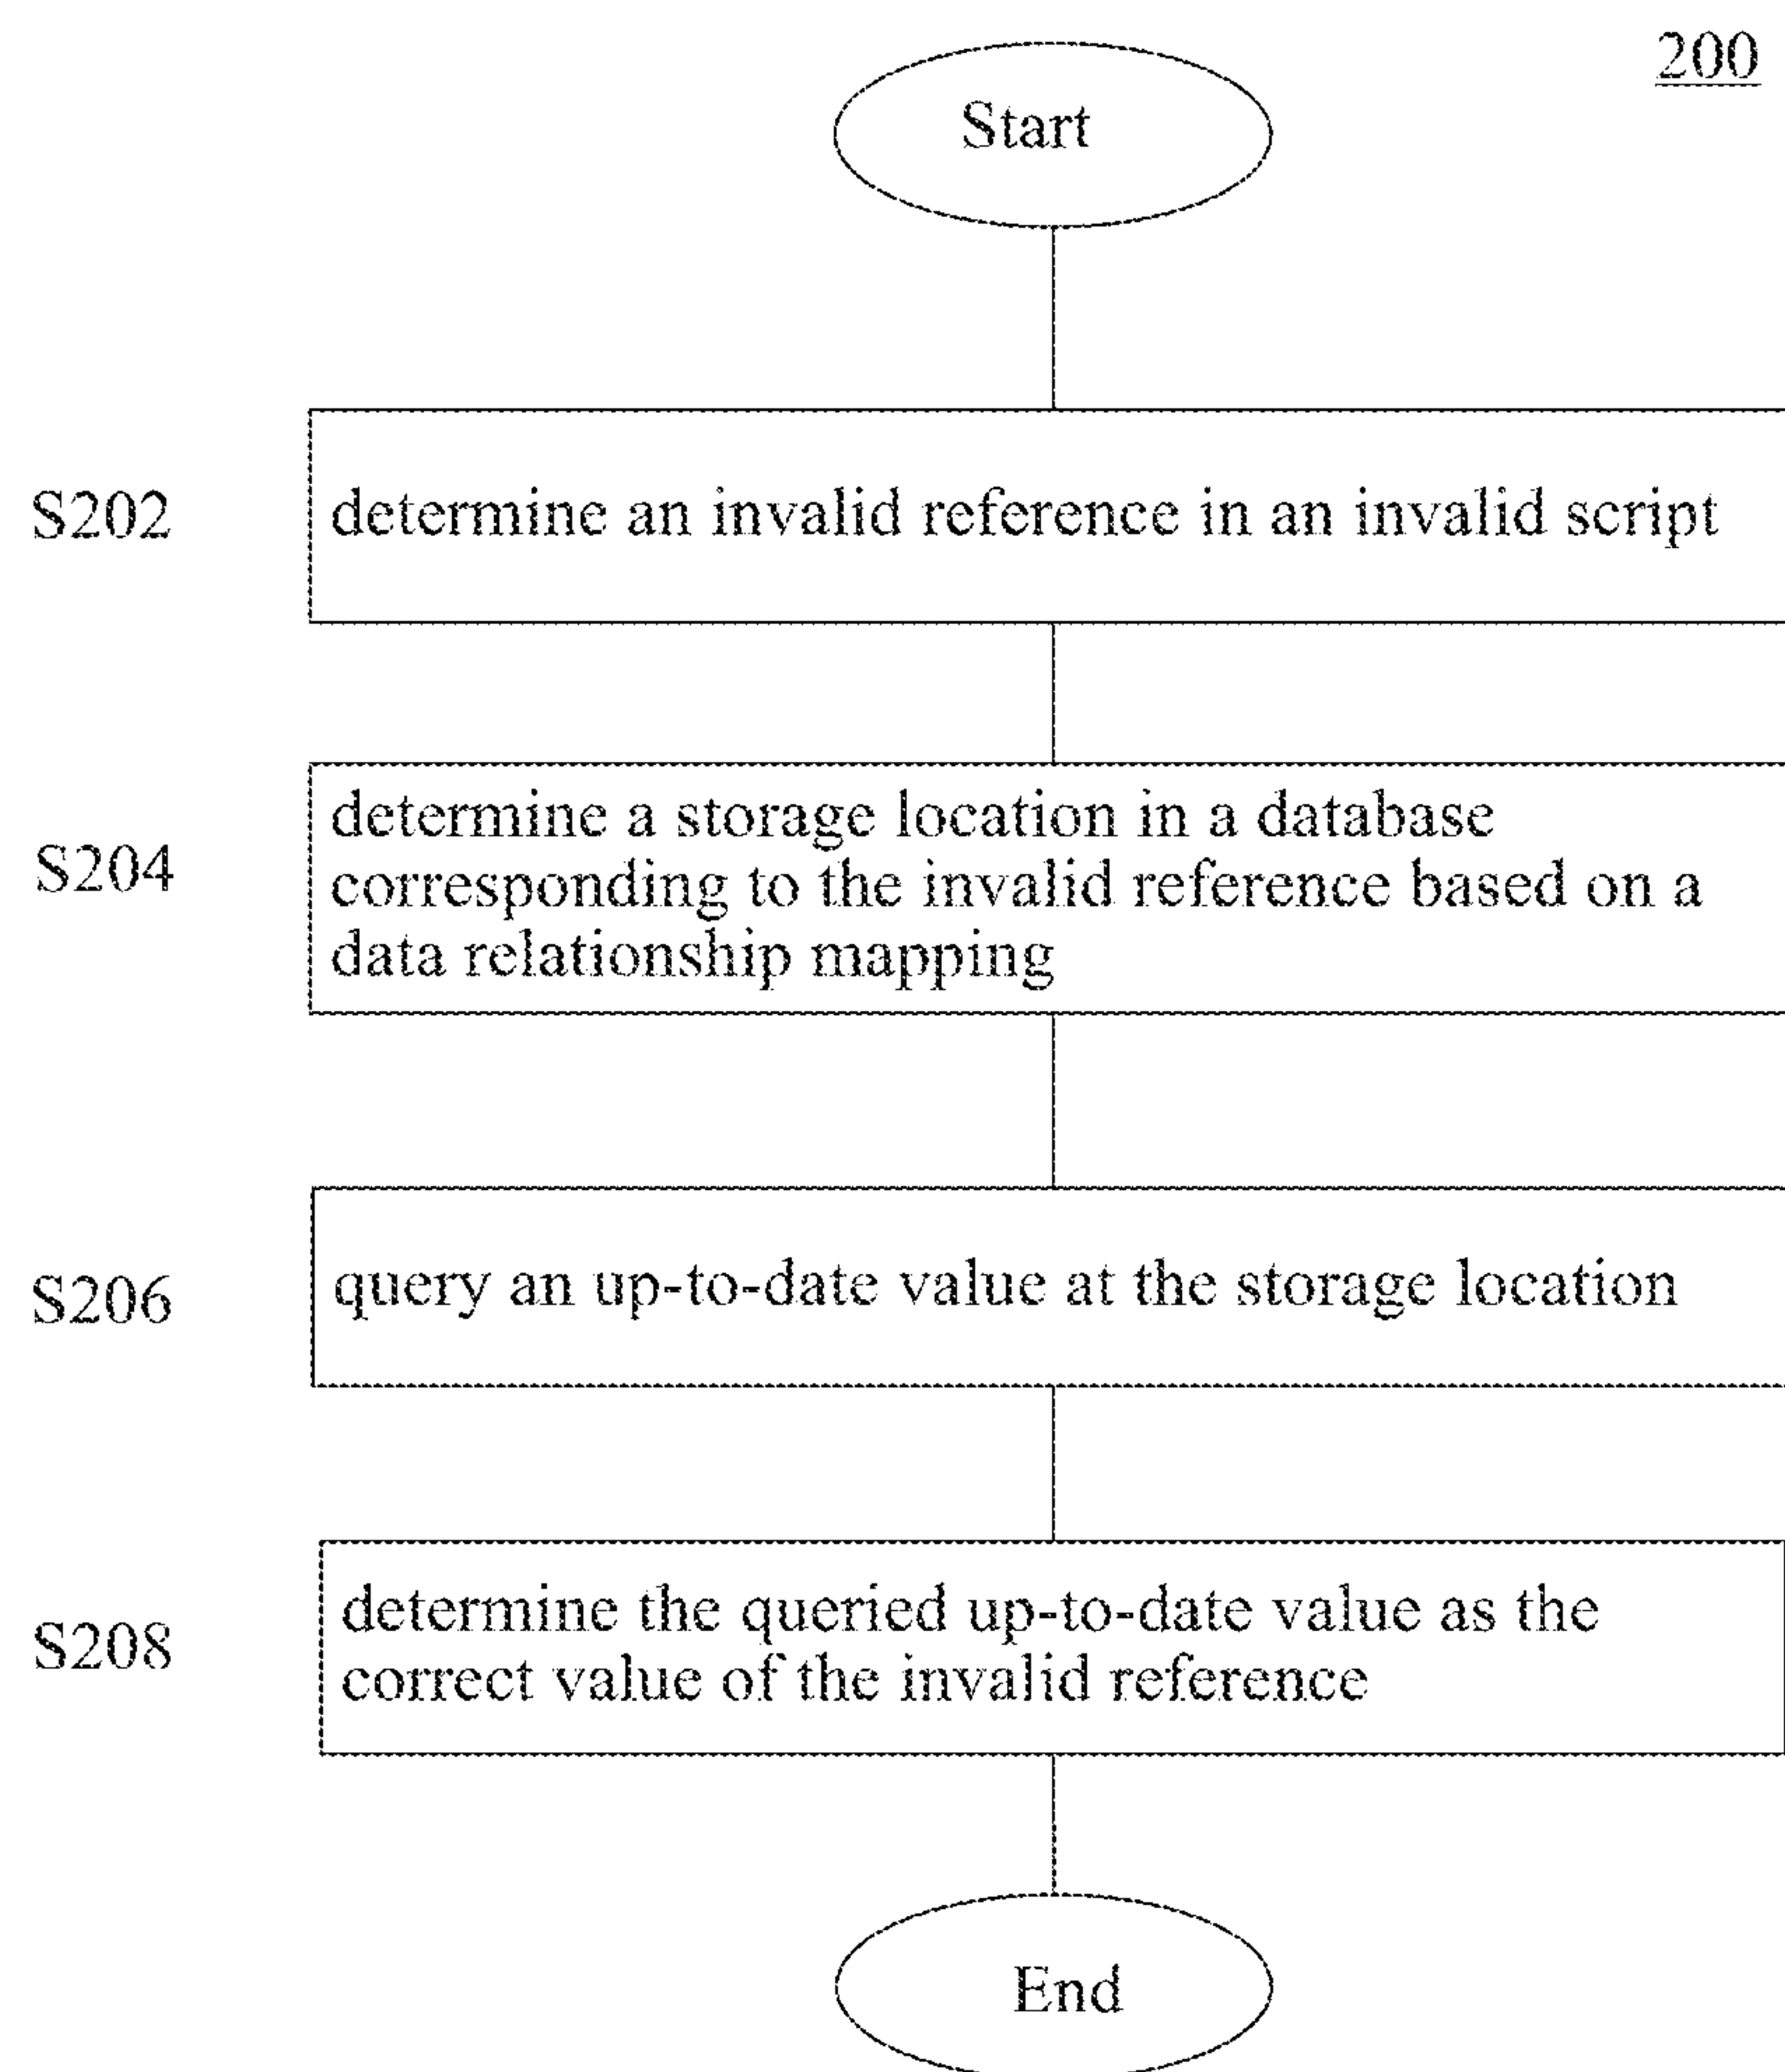 200
Start
S202
determine an invalid reference in an invalid script
S204
determine a storage location in a database
corresponding to the invalid reference based on a
data relationship mapping
S206
query an up-to-date value at the storage location
S208
determine the queried up-to-date value as the
correct value of the invalid reference
End